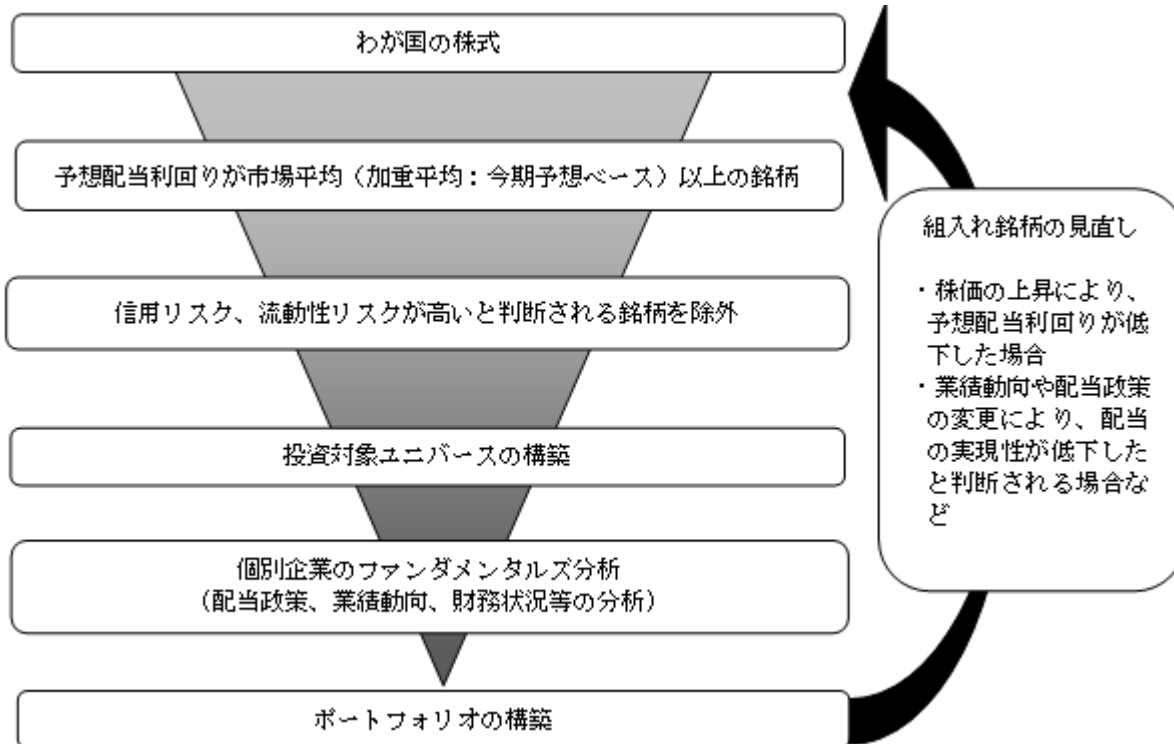 わが国の株式
予想配当利回りが市場平均（加重平均：今期予想ベース）以上の銘柄
信用リスク、流動性リスクが高いと判断される銘柄を除外
投資対象ユニバースの構築
個別企業のファンダメンタルズ分析
（配当政策、業績動向、財務状況等の分析）
ポートフォリオの構築
組入れ銘柄の見直し
・株価の上昇により、
予想配当利回りが低
下した場合
・業績動向や配当政策
の変更により、配当
の実現性が低下した
と判断される場合な
ど